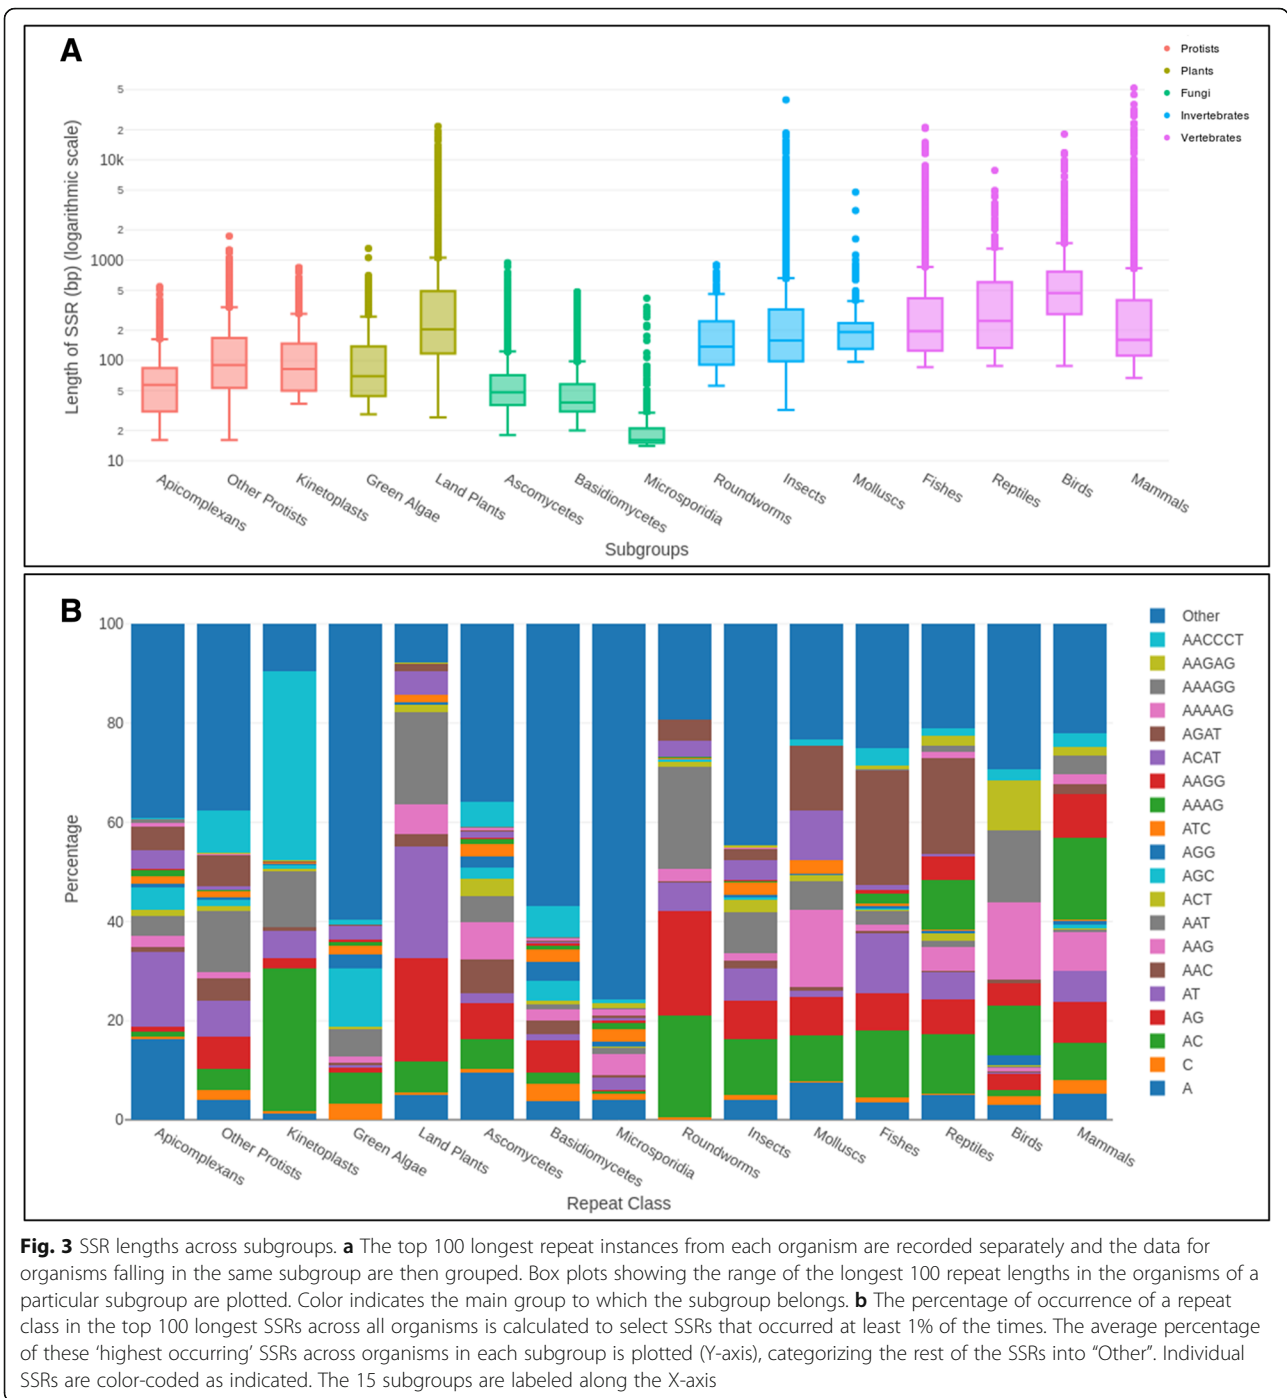 A
Protists
Plants
Fungi
Invertebrates
Vertebrates
Length of SSR (bp) (logarithmic scale)
5
2
10k
5
2
1000
5
2
100
5
2
10
Apicomplexans
Other Protists
Kinetoplasts
Green Algae
Land Plants
Ascomycetes
Basidiomycetes
Microsporidia
Roundworms
Insects
Molluscs
Fishes
Reptiles
Birds
Mammals
Subgroups
B
Percentage
100
80
60
40
20
0
Other
AACCCT
AAGAG
AAAGG
AAAAG
AGAT
ACAT
AAGG
AAAG
ATC
AGG
AGC
ACT
AAT
AAG
AAC
AT
AG
AC
C
A
Apicomplexans
Other Protists
Kinetoplasts
Green Algae
Land Plants
Ascomycetes
Basidiomycetes
Microsporidia
Roundworms
Insects
Molluscs
Fishes
Reptiles
Birds
Mammals
Repeat Class
Fig. 3 SSR lengths across subgroups. a The top 100 longest repeat instances from each organism are recorded separately and the data for
organisms falling in the same subgroup are then grouped. Box plots showing the range of the longest 100 repeat lengths in the organisms of a
particular subgroup are plotted. Color indicates the main group to which the subgroup belongs. b The percentage of occurrence of a repeat
class in the top 100 longest SSRs across all organisms is calculated to select SSRs that occurred at least 1% of the times. The average percentage
of these ‘highest occurring’ SSRs across organisms in each subgroup is plotted (Y-axis), categorizing the rest of the SSRs into “Other”. Individual
SSRs are color-coded as indicated. The 15 subgroups are labeled along the X-axis